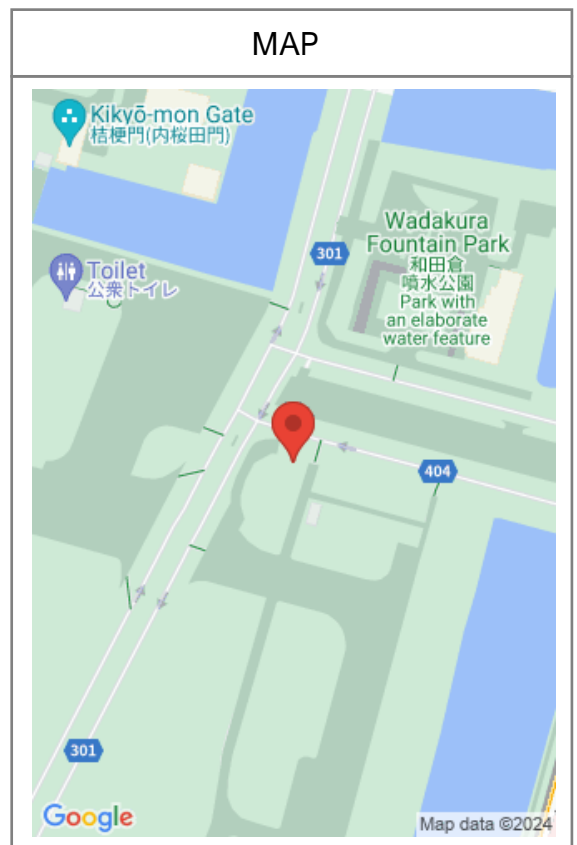 MAP
Kikyō-mon Gate
桔梗門(内桜田門)
Wadakura
Fountain Park
和田倉
噴水公園
Park with
an elaborate
water feature
301
Toilet
公衆トイレ
404
301
Google
Map data ©2024